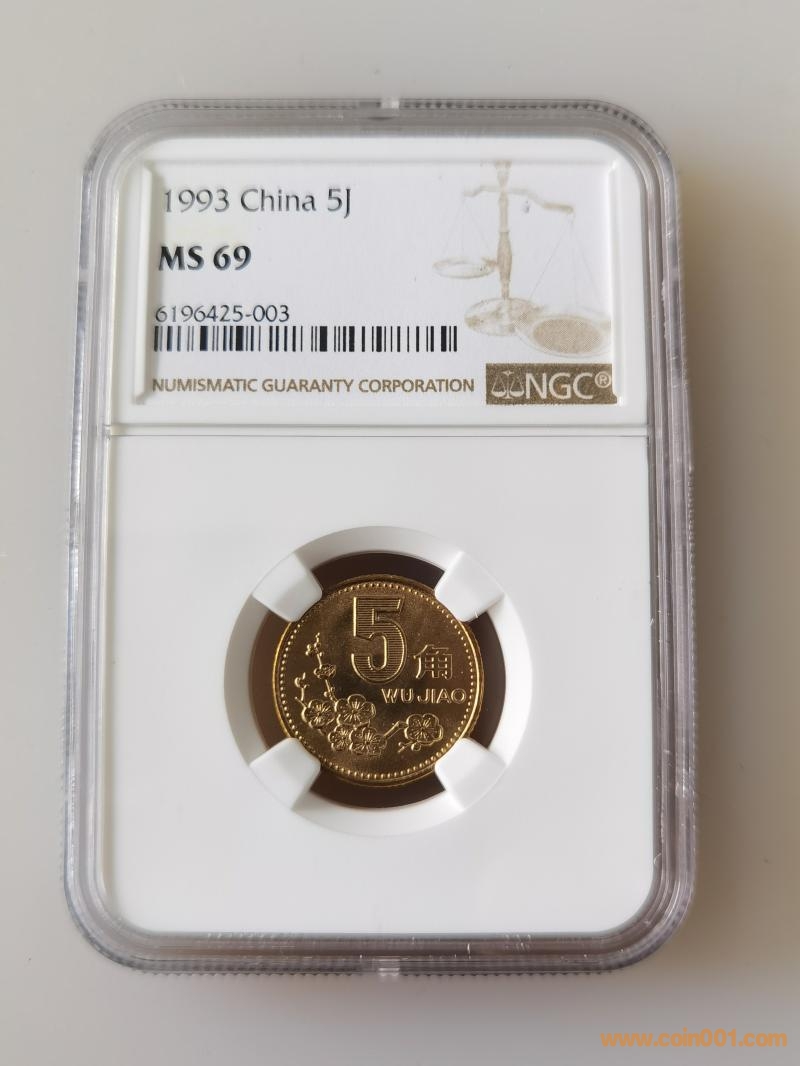 1993 China 5J
MS 69
6196425-003
NUMISMATIC GUARANTY CORPORATION NGC®
5角
WU JIAO
www.coin001.com